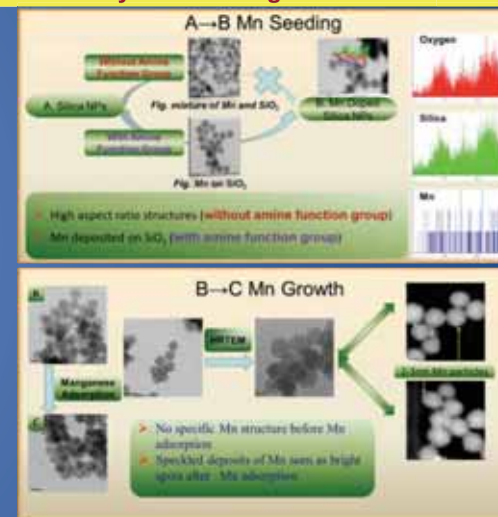 A→B Mn Seeding
Without Amine
Function Group
A. Silica NPs
With Amine
Function Group
Fig. mixture of Mn and SiO₂
Fig. Mn on SiO₂
B. Mn Doped
Silica NPs
Oxygen
Silica
Mn
High aspect ratio structures (without amine function group)
Mn deposited on SiO₂ (with amine function group)
B→C Mn Growth
Manganese
Adsorption
HRTEM
No specific Mn structure before Mn
adsorption
Speckled deposits of Mn seen as bright
spots after Mn adsorption